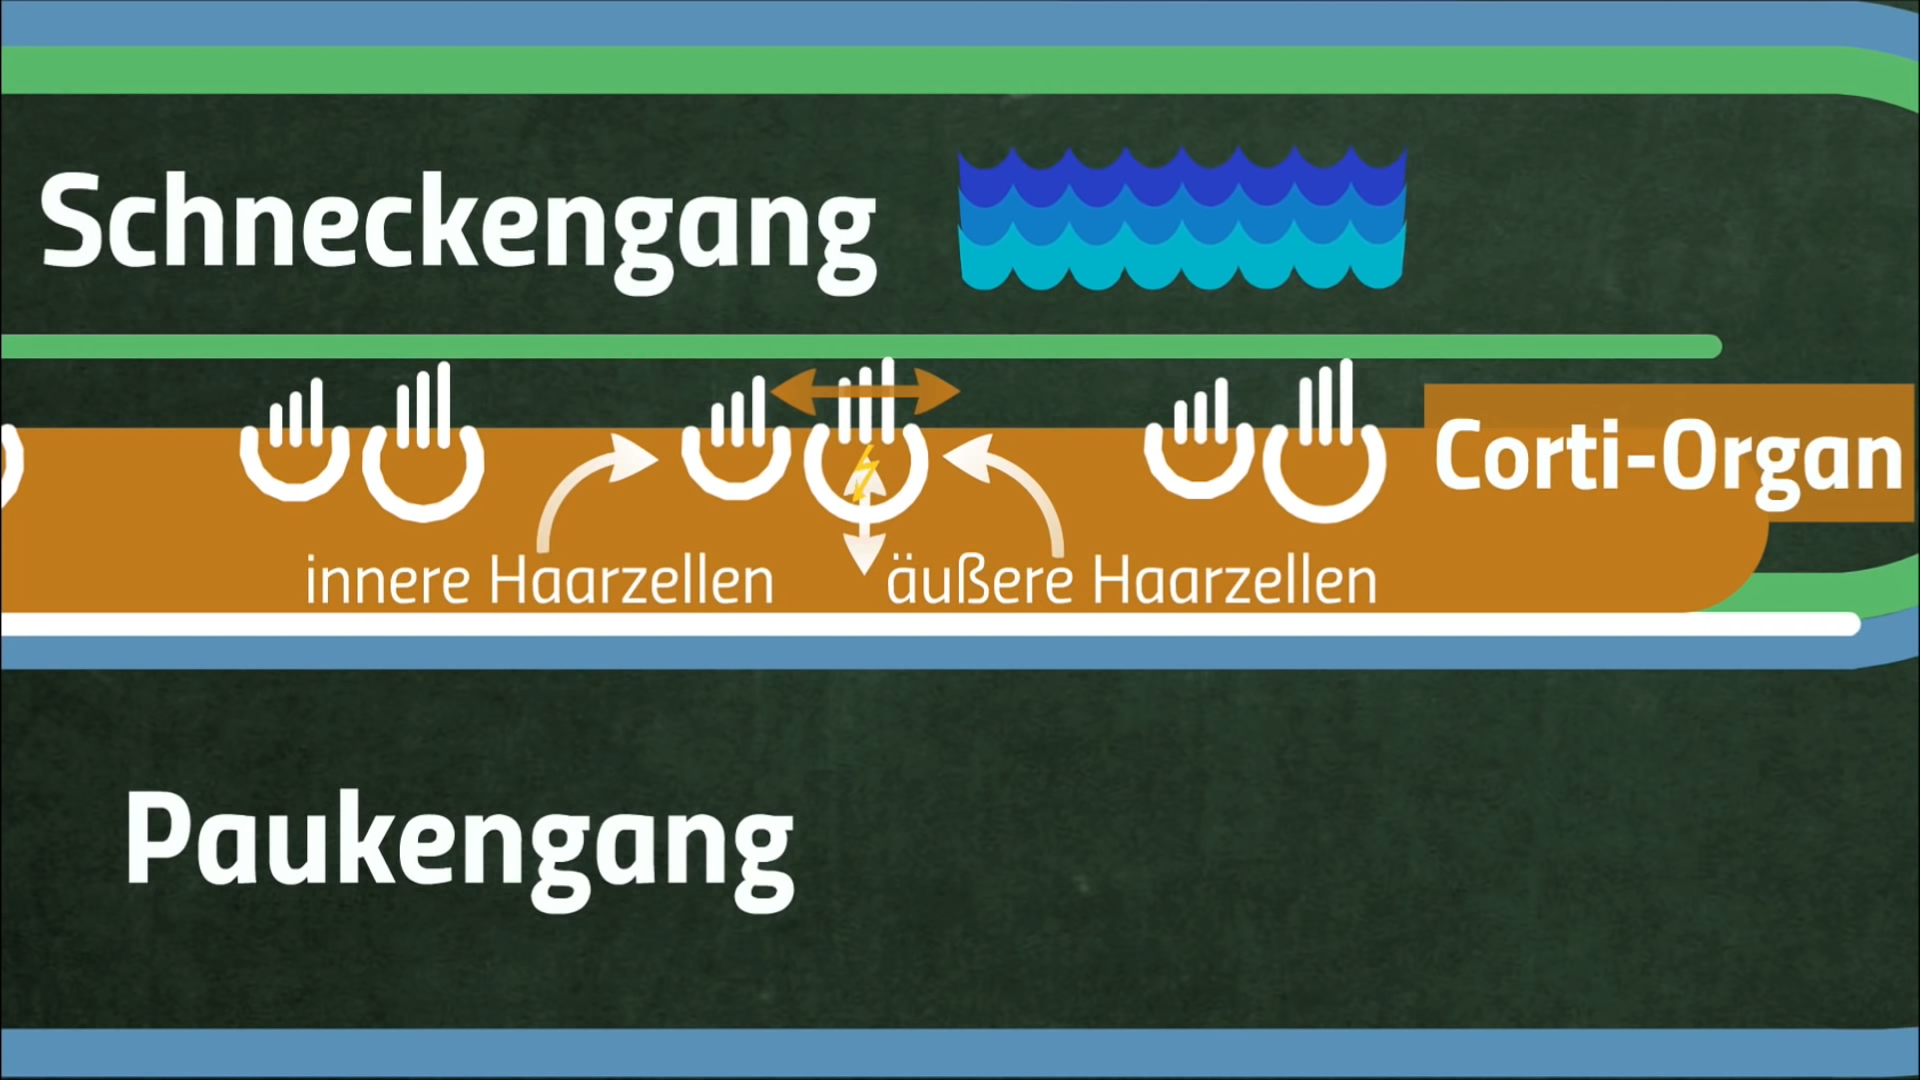 Schneckengang
Corti-Organ
innere Haarzellen
äußere Haarzellen
Paukengang